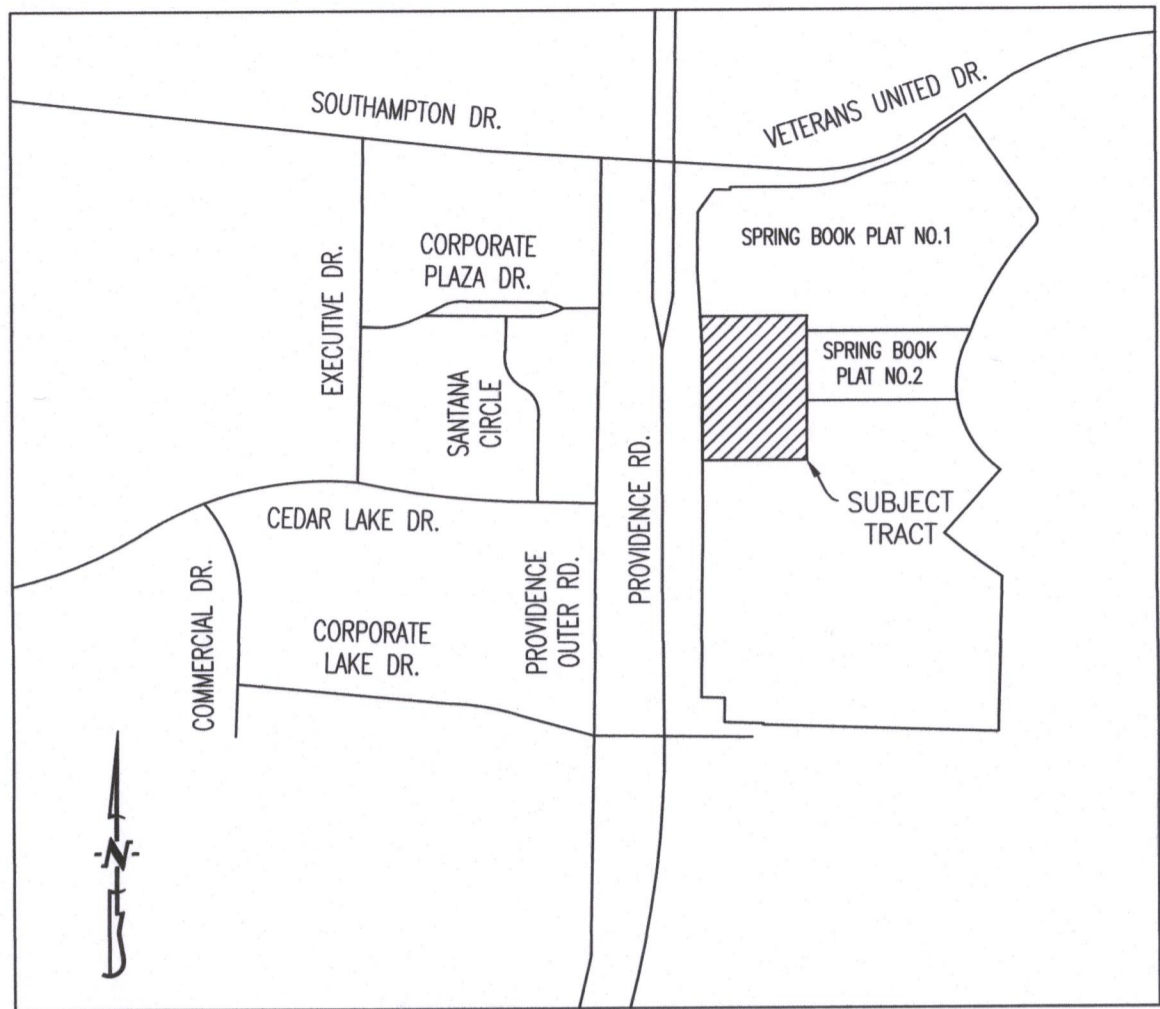 SOUTHAMPTON DR.
VETERANS UNITED DR.
SPRING BOOK PLAT NO.1
CORPORATE
PLAZA DR.
EXECUTIVE DR.
SPRING BOOK
PLAT NO.2
SANTANA
CIRCLE
PROVIDENCE RD.
SUBJECT
TRACT
CEDAR LAKE DR.
COMMERCIAL DR.
PROVIDENCE
OUTER RD.
CORPORATE
LAKE DR.
-N-